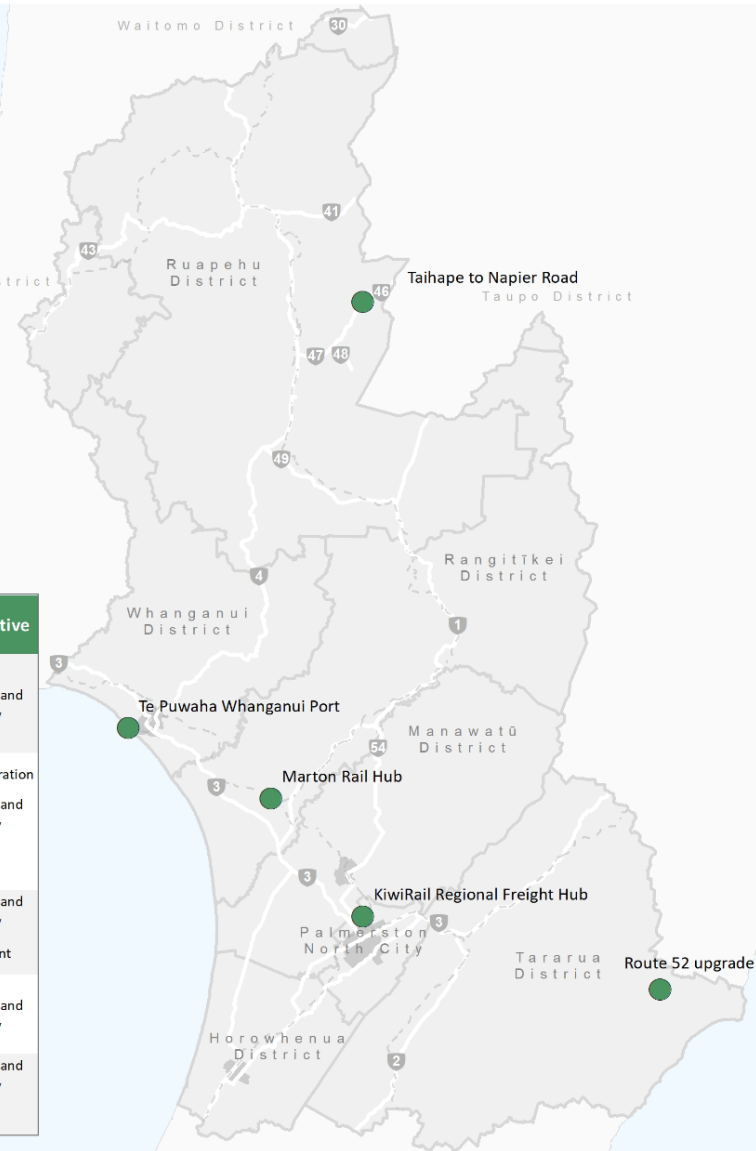 Waitomo District
30
41
43
Ruapehu
District
trict
Taihape to Napier Road
46
Taupo District
47
48
49
Rangitīkei
District
4
Whanganui
District
1
tive
3
and
Te Puwaha Whanganui Port
Manawatū
District
54
ration
Marton Rail Hub
3
and
3
KiwiRail Regional Freight Hub
and
3
Palmerston
North City
nt
Tararua
District
Route 52 upgrade
and
Horowhenua
District
2
and